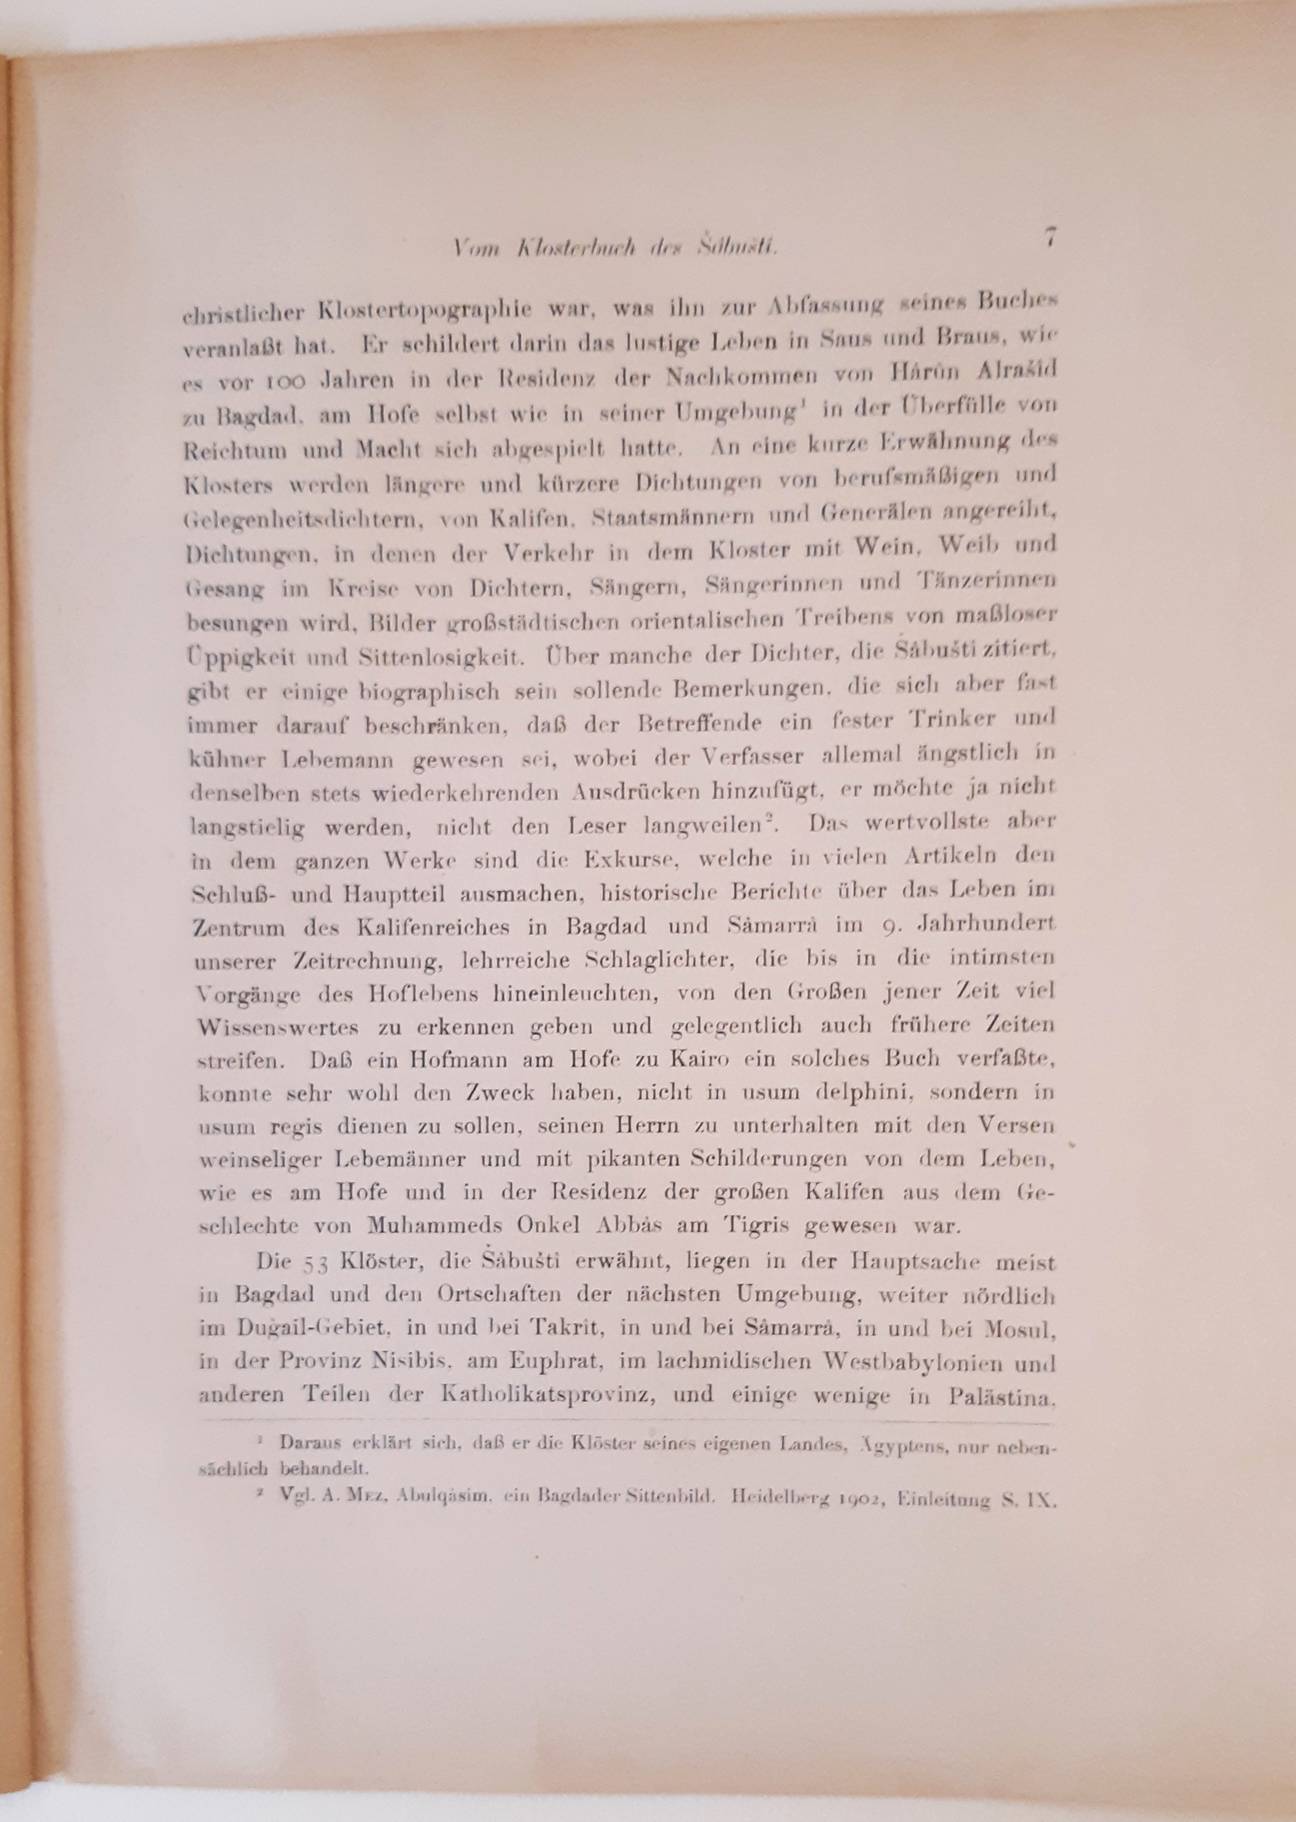 Vom Klosterbuch des Šâbuštî.
7
christlicher Klostertopographie war, was ihn zur Abfassung seines Buches
veranlaßt hat. Er schildert darin das lustige Leben in Saus und Braus, wie
es vor 100 Jahren in der Residenz der Nachkommen von Hârûn Alrašîd
zu Bagdad, am Hofe selbst wie in seiner Umgebung¹ in der Überfülle von
Reichtum und Macht sich abgespielt hatte. An eine kurze Erwähnung des
Klosters werden längere und kürzere Dichtungen von berufsmäßigen und
Gelegenheitsdichtern, von Kalifen, Staatsmännern und Generälen angereiht,
Dichtungen, in denen der Verkehr in dem Kloster mit Wein, Weib und
Gesang im Kreise von Dichtern, Sängern, Sängerinnen und Tänzerinnen
besungen wird, Bilder großstädtischen orientalischen Treibens von maßloser
Üppigkeit und Sittenlosigkeit. Über manche der Dichter, die Šâbuštî zitiert,
gibt er einige biographisch sein sollende Bemerkungen, die sich aber fast
immer darauf beschränken, daß der Betreffende ein fester Trinker und
kühner Lebemann gewesen sei, wobei der Verfasser allemal ängstlich in
denselben stets wiederkehrenden Ausdrücken hinzufügt, er möchte ja nicht
langstielig werden, nicht den Leser langweilen². Das wertvollste aber
in dem ganzen Werke sind die Exkurse, welche in vielen Artikeln den
Schluß- und Hauptteil ausmachen, historische Berichte über das Leben im
Zentrum des Kalifenreiches in Bagdad und Sâmarrâ im 9. Jahrhundert
unserer Zeitrechnung, lehrreiche Schlaglichter, die bis in die intimsten
Vorgänge des Hoflebens hineinleuchten, von den Großen jener Zeit viel
Wissenswertes zu erkennen geben und gelegentlich auch frühere Zeiten
streifen. Daß ein Hofmann am Hofe zu Kairo ein solches Buch verfaßte,
konnte sehr wohl den Zweck haben, nicht in usum delphini, sondern in
usum regis dienen zu sollen, seinen Herrn zu unterhalten mit den Versen
weinseliger Lebemänner und mit pikanten Schilderungen von dem Leben,
wie es am Hofe und in der Residenz der großen Kalifen aus dem Ge-
schlechte von Muhammeds Onkel Abbâs am Tigris gewesen war.
Die 53 Klöster, die Šâbuštî erwähnt, liegen in der Hauptsache meist
in Bagdad und den Ortschaften der nächsten Umgebung, weiter nördlich
im Duġail-Gebiet, in und bei Takrît, in und bei Sâmarrâ, in und bei Mosul,
in der Provinz Nisibis, am Euphrat, im lachmidischen Westbabylonien und
anderen Teilen der Katholikatsprovinz, und einige wenige in Palästina,
¹ Daraus erklärt sich, daß er die Klöster seines eigenen Landes, Ägyptens, nur neben-
sächlich behandelt.
² Vgl. A. Mez, Abulqâsim, ein Bagdader Sittenbild. Heidelberg 1902, Einleitung S. IX.